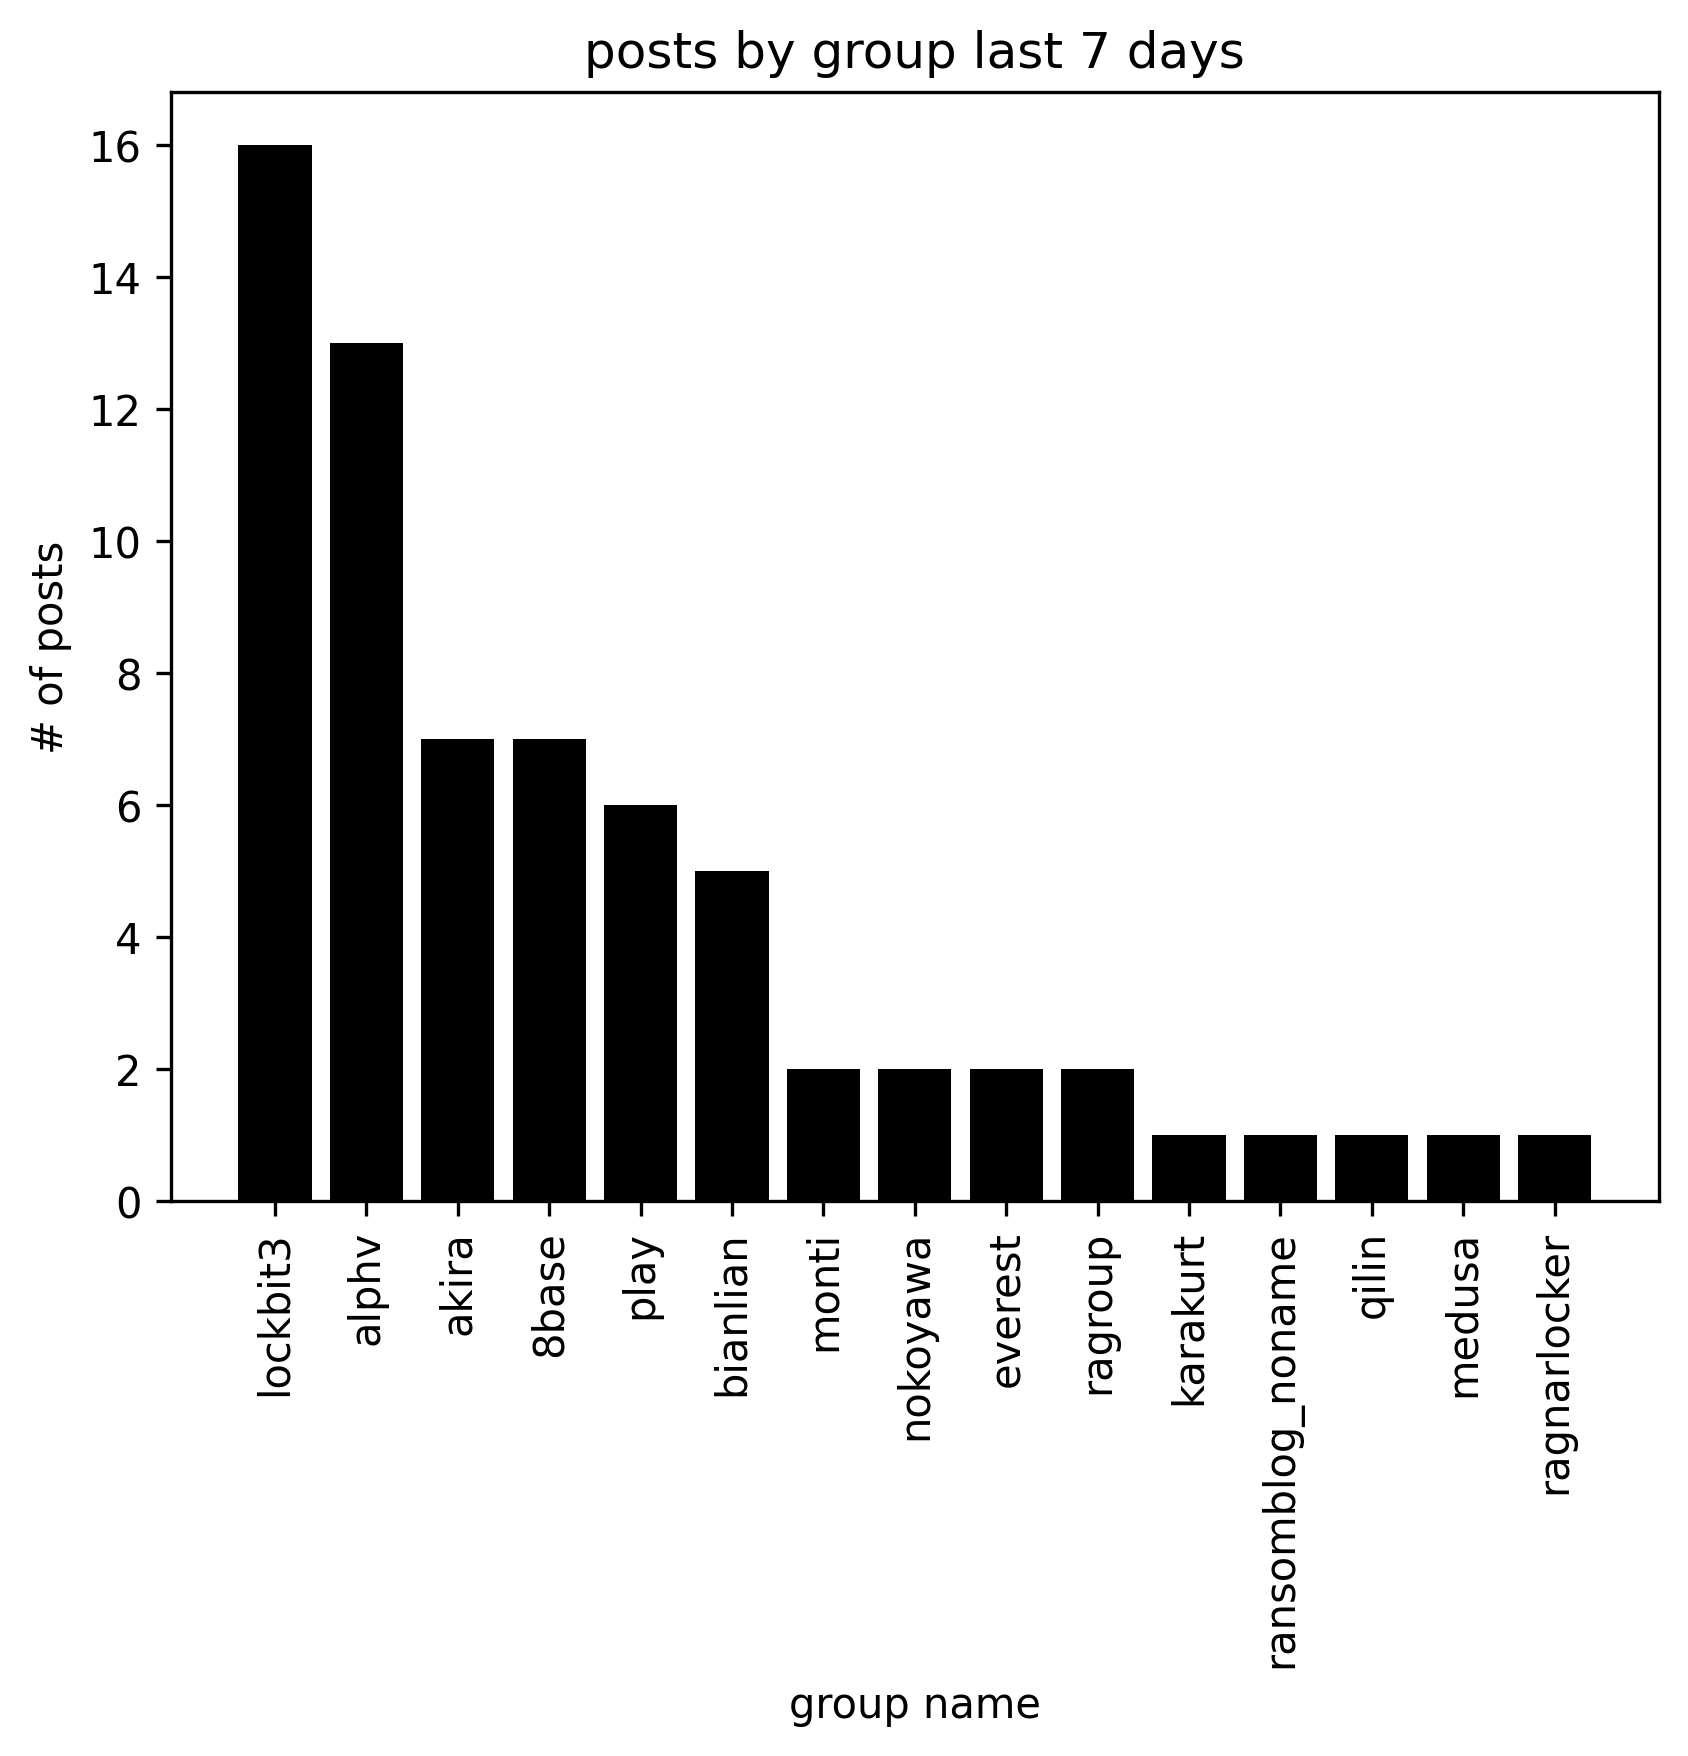 posts by group last 7 days
# of posts
16
14
12
10
8
6
4
2
0
lockbit3
alphv
akira
8base
play
bianlian
monti
nokoyawa
everest
ragroup
karakurt
ransomblog_noname
qilin
medusa
ragnarlocker
group name